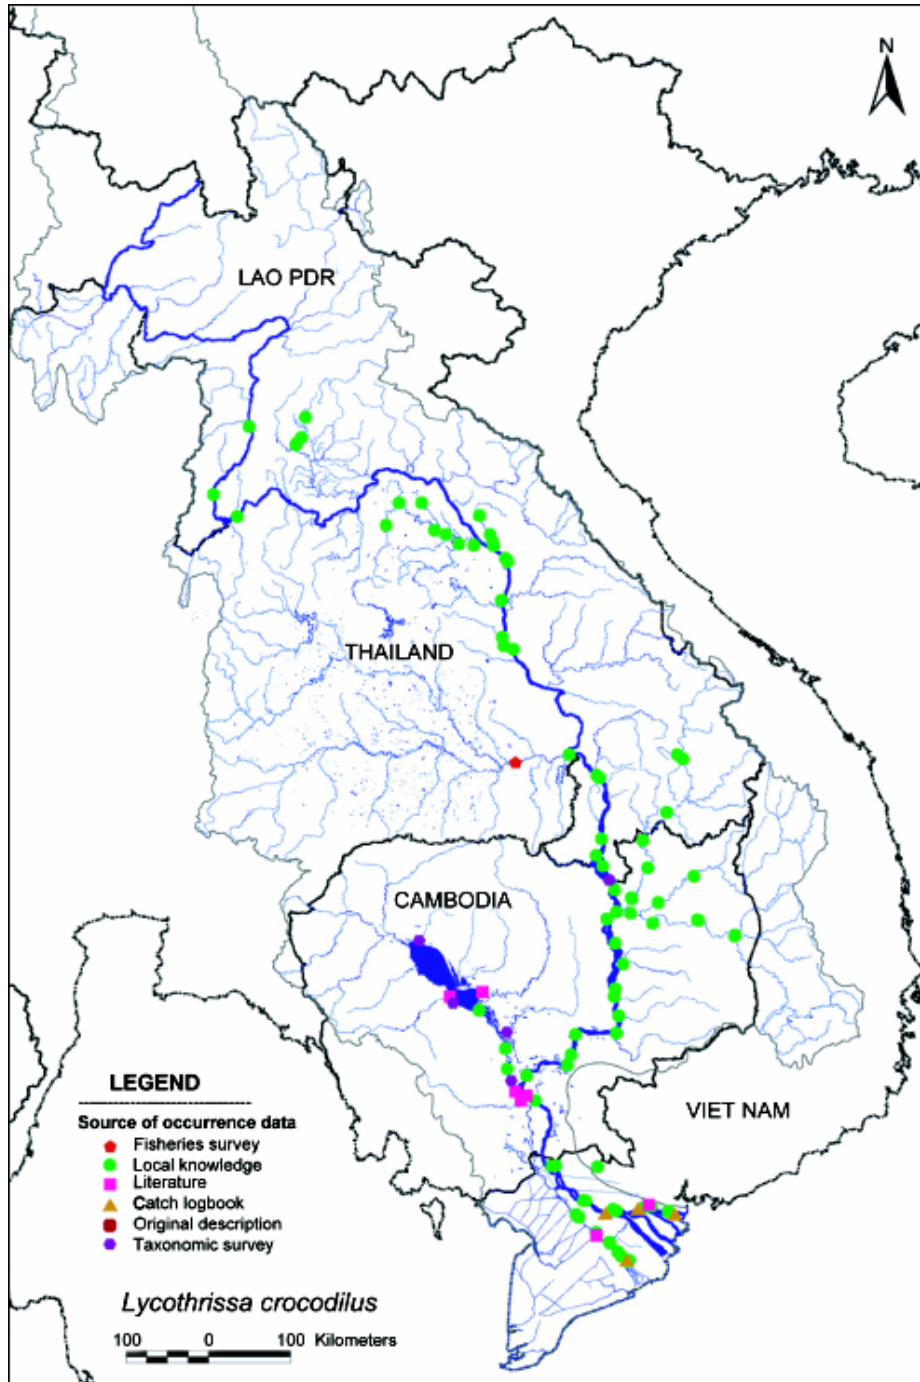 N
LAO PDR
THAILAND
CAMBODIA
VIET NAM
LEGEND
Source of occurrence data
Fisheries survey
Local knowledge
Literature
Catch logbook
Original description
Taxonomic survey
Lycothrissa crocodilus
100 0 100 Kilometers